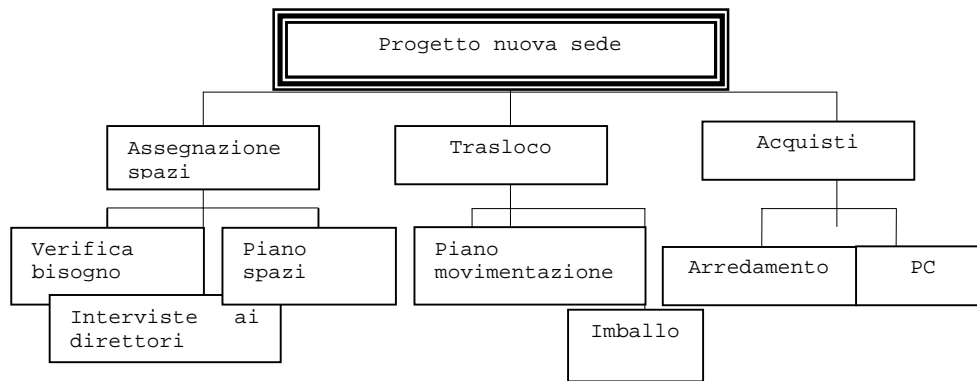 Progetto nuova sede
Assegnazione
spazi
Trasloco
Acquisti
Verifica
bisogno
Piano
spazi
Piano
movimentazione
Arredamento
PC
Interviste ai
direttori
Imballo